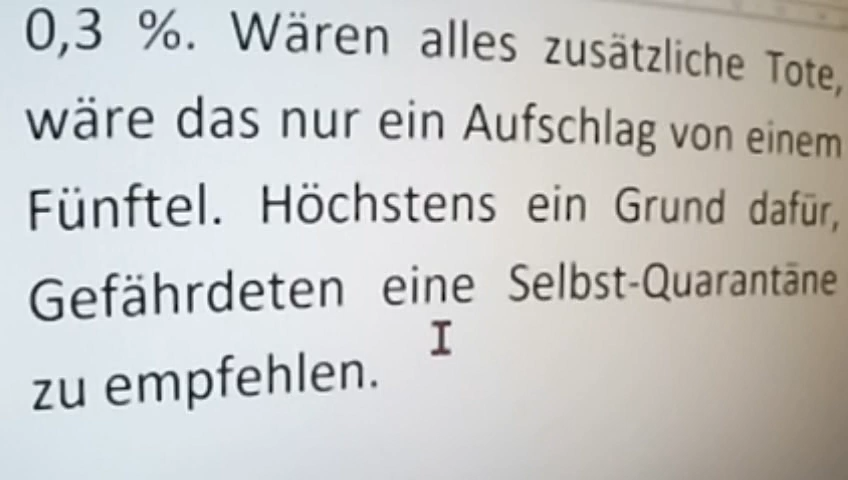 0,3 %. Wären alles zusätzliche Tote,
wäre das nur ein Aufschlag von einem
Fünftel. Höchstens ein Grund dafür,
Gefährdeten eine Selbst-Quarantäne
zu empfehlen.